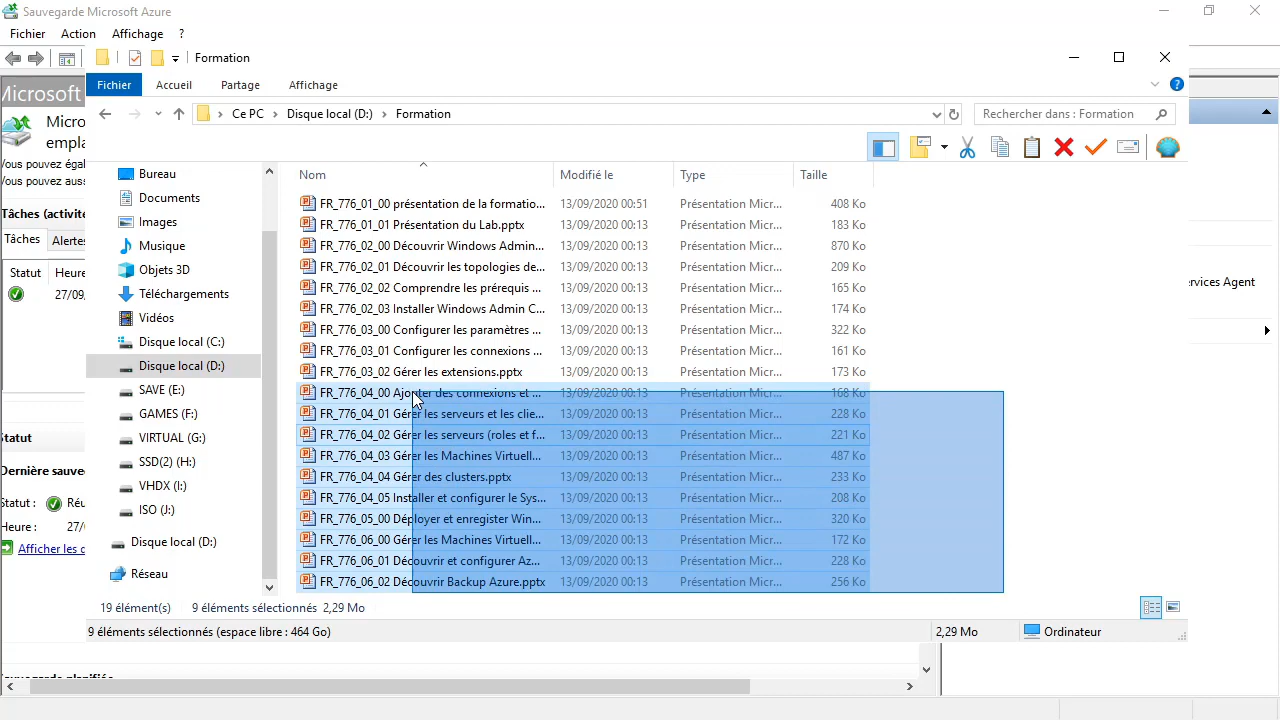 Sauvegarde Microsoft Azure
Fichier Action Affichage ?
Formation
Fichier Accueil Partage Affichage
Ce PC > Disque local (D:) > Formation
Rechercher dans : Formation
Microsoft
Micro
empla
Vous pouvez égal
Vous pouvez aus
Tâches (activité
Tâches Alertes
Statut Heure
27/09
Statut
Dernière sauve
Statut : Réu
Heure : 27/
Afficher les d
Bureau
Documents
Images
Musique
Objets 3D
Téléchargements
Vidéos
Disque local (C:)
Disque local (D:)
SAVE (E:)
GAMES (F:)
VIRTUAL (G:)
SSD(2) (H:)
VHDX (I:)
ISO (J:)
Disque local (D:)
Réseau
Nom Modifié le Type Taille
FR_776_01_00 présentation de la formatio... 13/09/2020 00:51 Présentation Micr... 408 Ko
FR_776_01_01 Présentation du Lab.pptx 13/09/2020 00:13 Présentation Micr... 183 Ko
FR_776_02_00 Découvrir Windows Admin... 13/09/2020 00:13 Présentation Micr... 870 Ko
FR_776_02_01 Découvrir les topologies de... 13/09/2020 00:13 Présentation Micr... 209 Ko
FR_776_02_02 Comprendre les prérequis ... 13/09/2020 00:13 Présentation Micr... 165 Ko
FR_776_02_03 Installer Windows Admin C... 13/09/2020 00:13 Présentation Micr... 174 Ko
FR_776_03_00 Configurer les paramètres ... 13/09/2020 00:13 Présentation Micr... 322 Ko
FR_776_03_01 Configurer les connexions ... 13/09/2020 00:13 Présentation Micr... 161 Ko
FR_776_03_02 Gérer les extensions.pptx 13/09/2020 00:13 Présentation Micr... 173 Ko
FR_776_04_00 Ajouter des connexions et ... 13/09/2020 00:13 Présentation Micr... 168 Ko
FR_776_04_01 Gérer les serveurs et les clie... 13/09/2020 00:13 Présentation Micr... 228 Ko
FR_776_04_02 Gérer les serveurs (roles et f... 13/09/2020 00:13 Présentation Micr... 221 Ko
FR_776_04_03 Gérer les Machines Virtuell... 13/09/2020 00:13 Présentation Micr... 487 Ko
FR_776_04_04 Gérer des clusters.pptx 13/09/2020 00:13 Présentation Micr... 233 Ko
FR_776_04_05 Installer et configurer le Sys... 13/09/2020 00:13 Présentation Micr... 208 Ko
FR_776_05_00 Déployer et enregister Win... 13/09/2020 00:13 Présentation Micr... 320 Ko
FR_776_06_00 Gérer les Machines Virtuell... 13/09/2020 00:13 Présentation Micr... 172 Ko
FR_776_06_01 Découvrir et configurer Az... 13/09/2020 00:13 Présentation Micr... 228 Ko
FR_776_06_02 Découvrir Backup Azure.pptx 13/09/2020 00:13 Présentation Micr... 256 Ko
rvices Agent
19 élément(s) 9 éléments sélectionnés 2,29 Mo
9 éléments sélectionnés (espace libre : 464 Go) 2,29 Mo Ordinateur